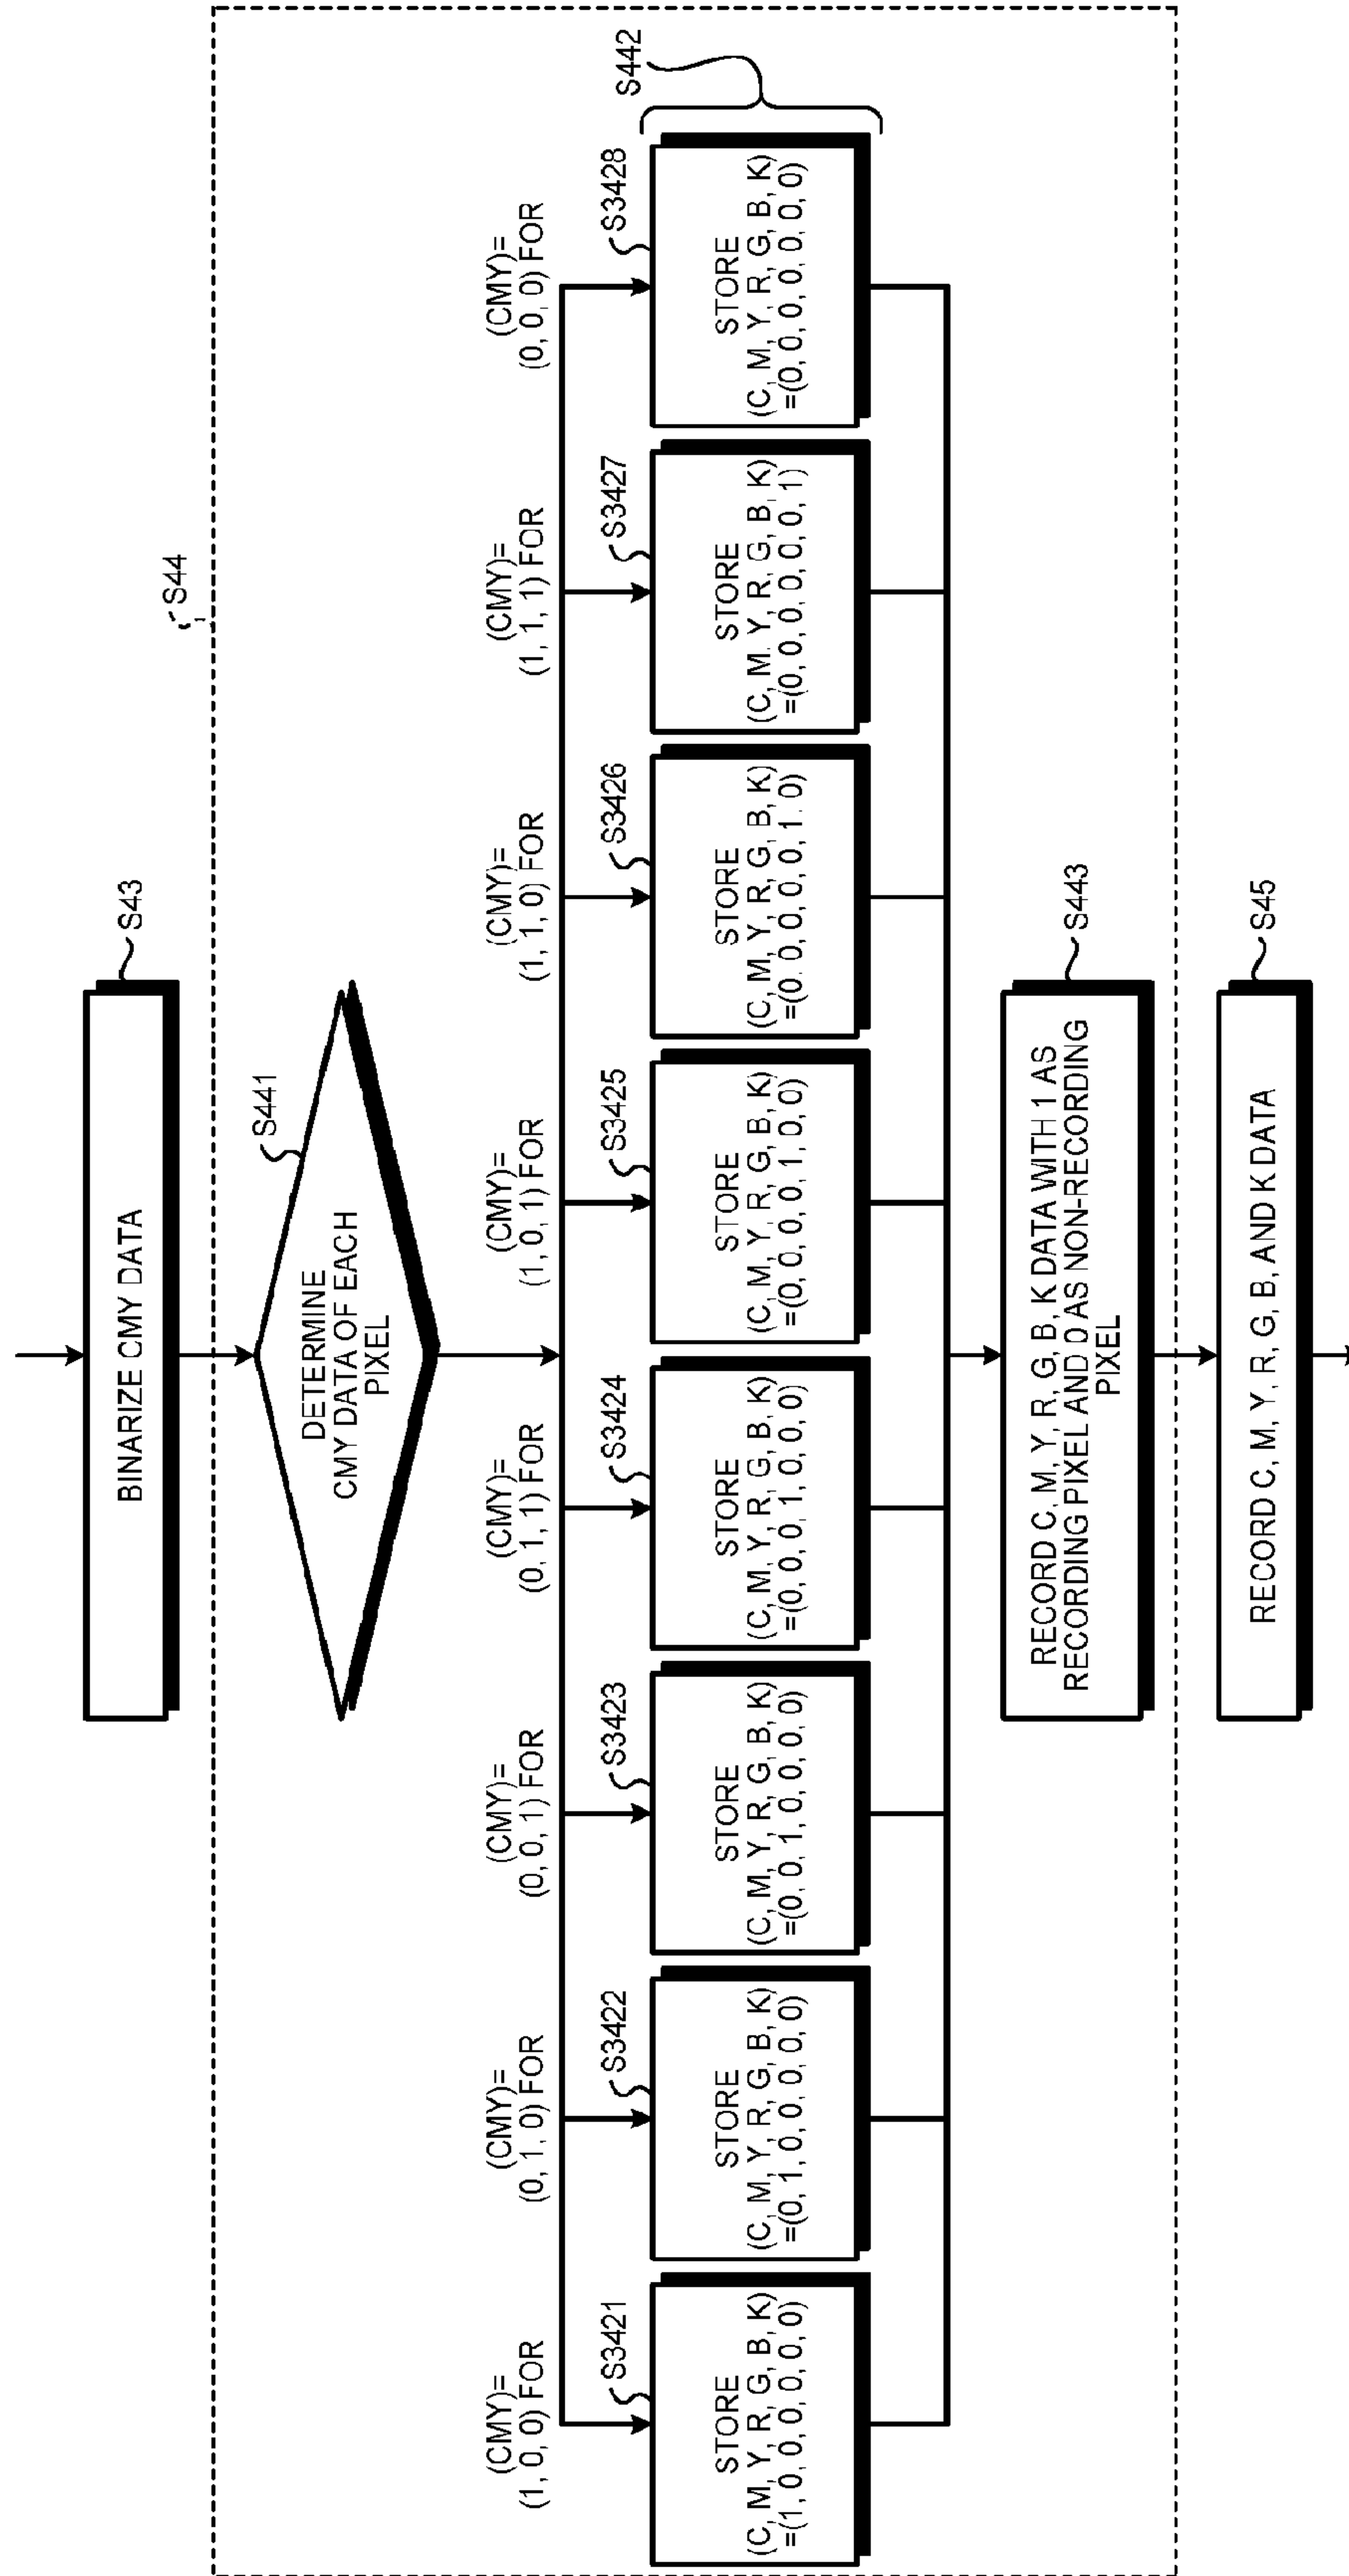 S43
BINARIZE CMY DATA
S44
S441
DETERMINE
CMY DATA OF EACH
PIXEL
(CMY)=
(1, 0, 0) FOR
(CMY)=
(0, 1, 0) FOR
(CMY)=
(0, 0, 1) FOR
(CMY)=
(0, 1, 1) FOR
(CMY)=
(1, 0, 1) FOR
(CMY)=
(1, 1, 0) FOR
(CMY)=
(1, 1, 1) FOR
(CMY)=
(0, 0, 0) FOR
S442
S3421
STORE
(C, M, Y, R, G, B, K)
=(1, 0, 0, 0, 0, 0, 0)
S3422
STORE
(C, M, Y, R, G, B, K)
=(0, 1, 0, 0, 0, 0, 0)
S3423
STORE
(C, M, Y, R, G, B, K)
=(0, 0, 1, 0, 0, 0, 0)
S3424
STORE
(C, M, Y, R, G, B, K)
=(0, 0, 0, 1, 0, 0, 0)
S3425
STORE
(C, M, Y, R, G, B, K)
=(0, 0, 0, 0, 1, 0, 0)
S3426
STORE
(C, M, Y, R, G, B, K)
=(0, 0, 0, 0, 0, 1, 0)
S3427
STORE
(C, M, Y, R, G, B, K)
=(0, 0, 0, 0, 0, 0, 1)
S3428
STORE
(C, M, Y, R, G, B, K)
=(0, 0, 0, 0, 0, 0, 0)
S443
RECORD C, M, Y, R, G, B, K DATA WITH 1 AS
RECORDING PIXEL AND 0 AS NON-RECORDING
PIXEL
S45
RECORD C, M, Y, R, G, B, AND K DATA